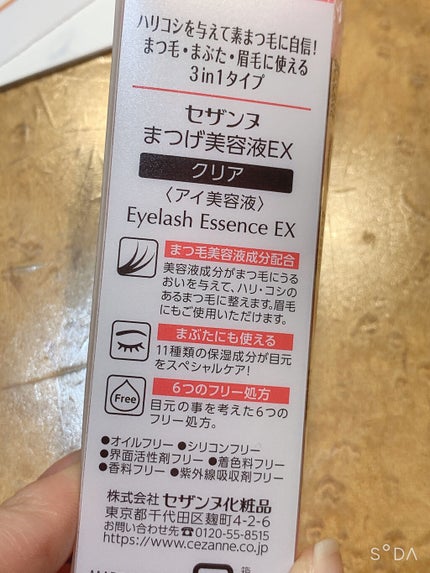 ハリコシを与えて素まつ毛に自信!
まつ毛・まぶた・眉毛に使える
3in1タイプ
セザンヌ
まつげ美容液EX
クリア
〈アイ美容液〉
Eyelash Essence EX
まつ毛美容液成分配合
美容液成分がまつ毛にうる
おいを与えて、ハリ・コシの
あるまつ毛に整えます。眉毛
にもご使用いただけます。
まぶたにも使える
11種類の保湿成分が目元
をスペシャルケア!
Free
6つのフリー処方
目元の事を考えた6つの
フリー処方。
●オイルフリー ●シリコンフリー
●界面活性剤フリー ●着色料フリー
●香料フリー ●紫外線吸収剤フリー
株式会社 セザンヌ化粧品
東京都千代田区麹町4-2-6
お問い合わせ先☎0120-55-8515
https://www.cezanne.co.jp
SODA